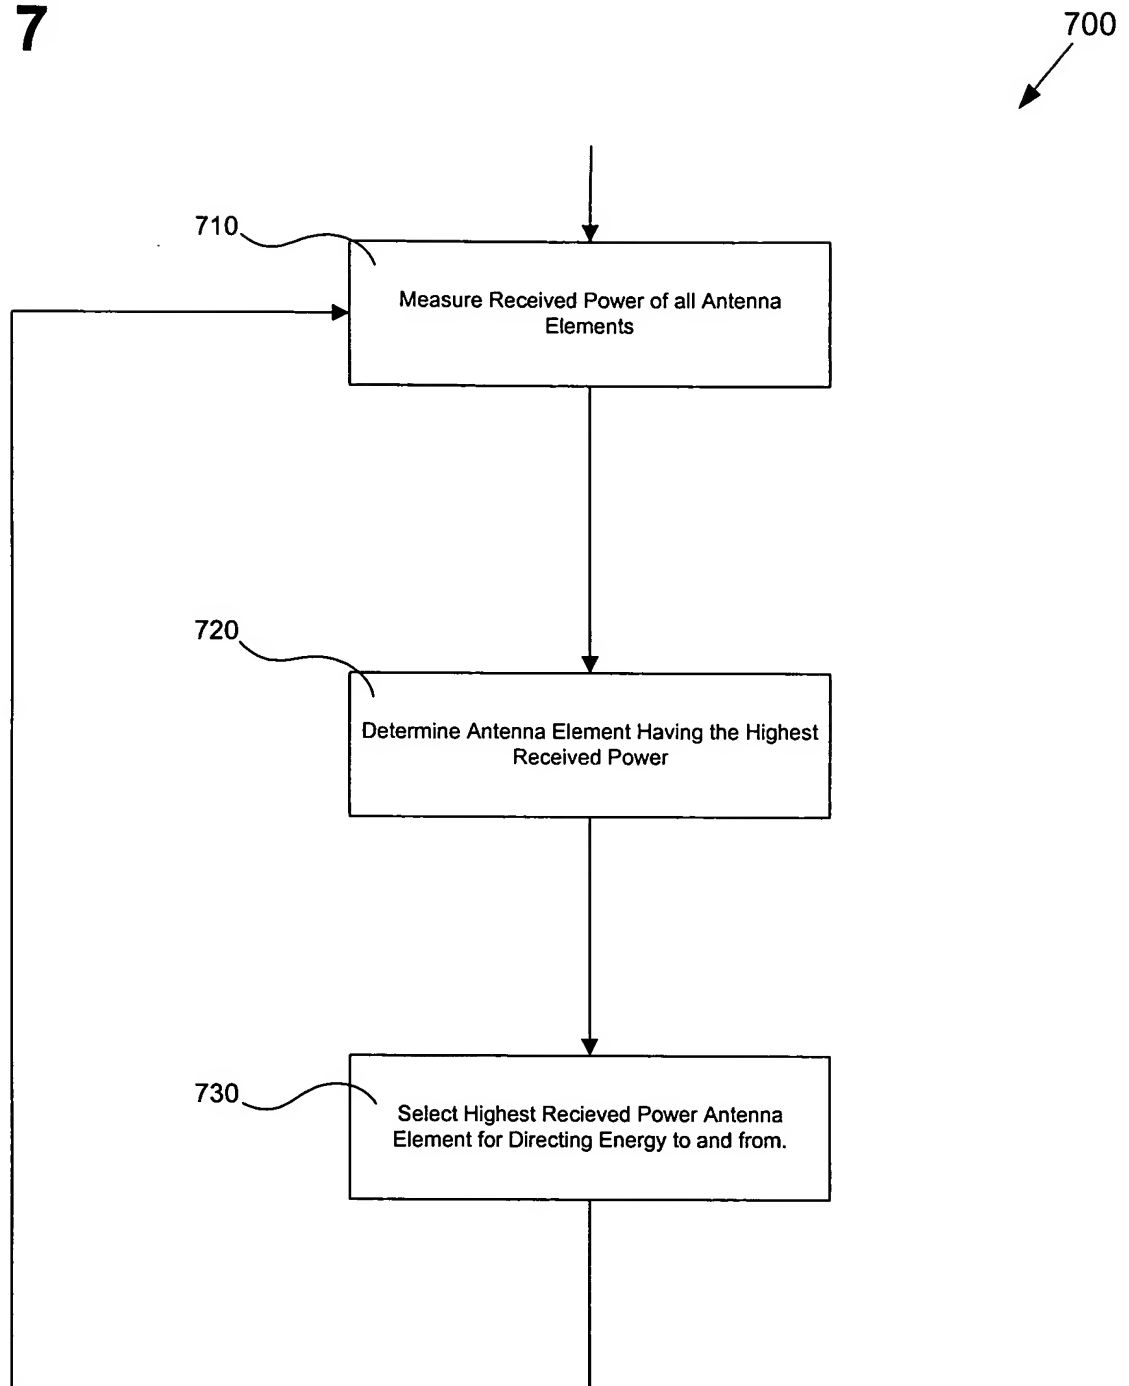 7
700
710
Measure Received Power of all Antenna
Elements
720
Determine Antenna Element Having the Highest
Received Power
730
Select Highest Recieved Power Antenna
Element for Directing Energy to and from.